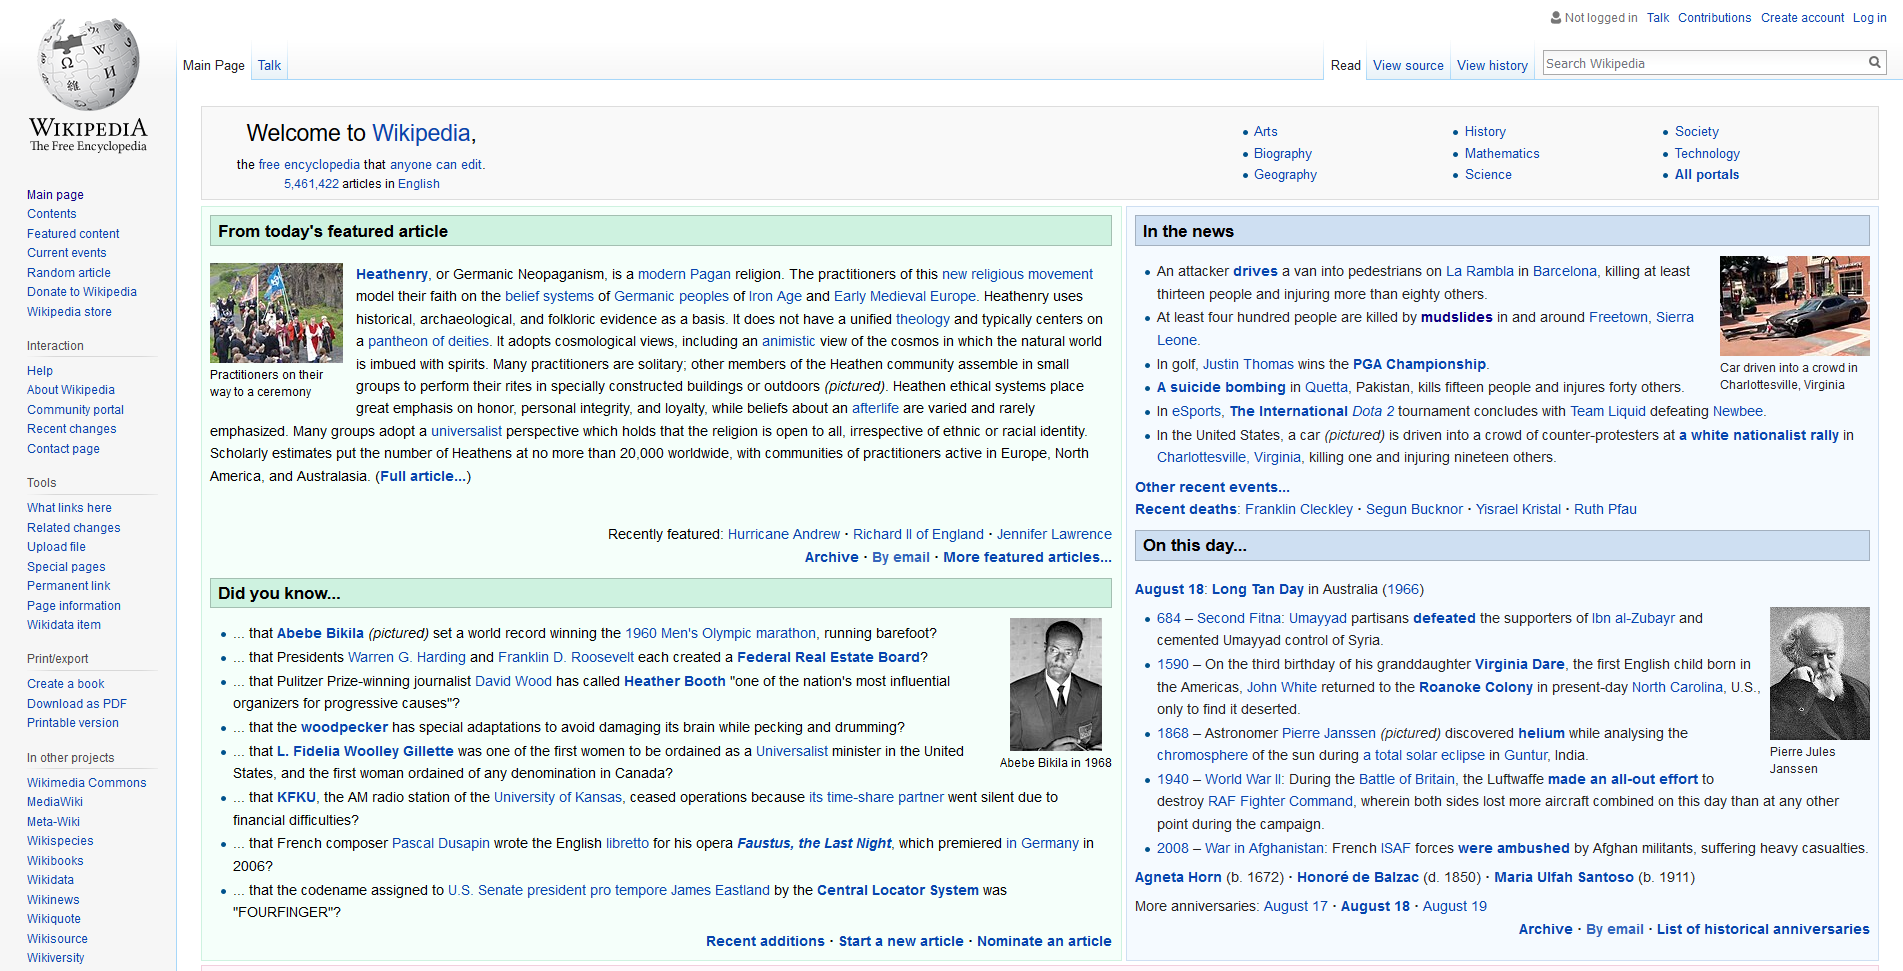 Not logged in Talk Contributions Create account Log in
Main Page Talk
Read View source View history Search Wikipedia
WIKIPEDIA
The Free Encyclopedia
Main page
Contents
Featured content
Current events
Random article
Donate to Wikipedia
Wikipedia store
Interaction
Help
About Wikipedia
Community portal
Recent changes
Contact page
Tools
What links here
Related changes
Upload file
Special pages
Permanent link
Page information
Wikidata item
Print/export
Create a book
Download as PDF
Printable version
In other projects
Wikimedia Commons
MediaWiki
Meta-Wiki
Wikispecies
Wikibooks
Wikidata
Wikinews
Wikiquote
Wikisource
Wikiversity
Welcome to Wikipedia,
the free encyclopedia that anyone can edit.
5,461,422 articles in English
Arts
Biography
Geography
History
Mathematics
Science
Society
Technology
All portals
From today's featured article
Practitioners on their
way to a ceremony
Heathenry, or Germanic Neopaganism, is a modern Pagan religion. The practitioners of this new religious movement
model their faith on the belief systems of Germanic peoples of Iron Age and Early Medieval Europe. Heathenry uses
historical, archaeological, and folkloric evidence as a basis. It does not have a unified theology and typically centers on
a pantheon of deities. It adopts cosmological views, including an animistic view of the cosmos in which the natural world
is imbued with spirits. Many practitioners are solitary; other members of the Heathen community assemble in small
groups to perform their rites in specially constructed buildings or outdoors (pictured). Heathen ethical systems place
great emphasis on honor, personal integrity, and loyalty, while beliefs about an afterlife are varied and rarely
emphasized. Many groups adopt a universalist perspective which holds that the religion is open to all, irrespective of ethnic or racial identity.
Scholarly estimates put the number of Heathens at no more than 20,000 worldwide, with communities of practitioners active in Europe, North
America, and Australasia. (Full article...)
Recently featured: Hurricane Andrew · Richard II of England · Jennifer Lawrence
Archive · By email · More featured articles...
Did you know...
... that Abebe Bikila (pictured) set a world record winning the 1960 Men's Olympic marathon, running barefoot?
... that Presidents Warren G. Harding and Franklin D. Roosevelt each created a Federal Real Estate Board?
... that Pulitzer Prize-winning journalist David Wood has called Heather Booth "one of the nation's most influential
organizers for progressive causes"?
... that the woodpecker has special adaptations to avoid damaging its brain while pecking and drumming?
... that L. Fidelia Woolley Gillette was one of the first women to be ordained as a Universalist minister in the United
States, and the first woman ordained of any denomination in Canada?
... that KFKU, the AM radio station of the University of Kansas, ceased operations because its time-share partner went silent due to
financial difficulties?
... that French composer Pascal Dusapin wrote the English libretto for his opera Faustus, the Last Night, which premiered in Germany in
2006?
... that the codename assigned to U.S. Senate president pro tempore James Eastland by the Central Locator System was
"FOURFINGER"?
Abebe Bikila in 1968
Recent additions · Start a new article · Nominate an article
In the news
An attacker drives a van into pedestrians on La Rambla in Barcelona, killing at least
thirteen people and injuring more than eighty others.
At least four hundred people are killed by mudslides in and around Freetown, Sierra
Leone.
In golf, Justin Thomas wins the PGA Championship.
A suicide bombing in Quetta, Pakistan, kills fifteen people and injures forty others.
In eSports, The International Dota 2 tournament concludes with Team Liquid defeating Newbee.
In the United States, a car (pictured) is driven into a crowd of counter-protesters at a white nationalist rally in
Charlottesville, Virginia, killing one and injuring nineteen others.
Car driven into a crowd in
Charlottesville, Virginia
Other recent events...
Recent deaths: Franklin Cleckley · Segun Bucknor · Yisrael Kristal · Ruth Pfau
On this day...
August 18: Long Tan Day in Australia (1966)
684 – Second Fitna: Umayyad partisans defeated the supporters of Ibn al-Zubayr and
cemented Umayyad control of Syria.
1590 – On the third birthday of his granddaughter Virginia Dare, the first English child born in
the Americas, John White returned to the Roanoke Colony in present-day North Carolina, U.S.,
only to find it deserted.
1868 – Astronomer Pierre Janssen (pictured) discovered helium while analysing the
chromosphere of the sun during a total solar eclipse in Guntur, India.
1940 – World War II: During the Battle of Britain, the Luftwaffe made an all-out effort to
destroy RAF Fighter Command, wherein both sides lost more aircraft combined on this day than at any other
point during the campaign.
2008 – War in Afghanistan: French ISAF forces were ambushed by Afghan militants, suffering heavy casualties.
Pierre Jules
Janssen
Agneta Horn (b. 1672) · Honoré de Balzac (d. 1850) · Maria Ulfah Santoso (b. 1911)
More anniversaries: August 17 · August 18 · August 19
Archive · By email · List of historical anniversaries